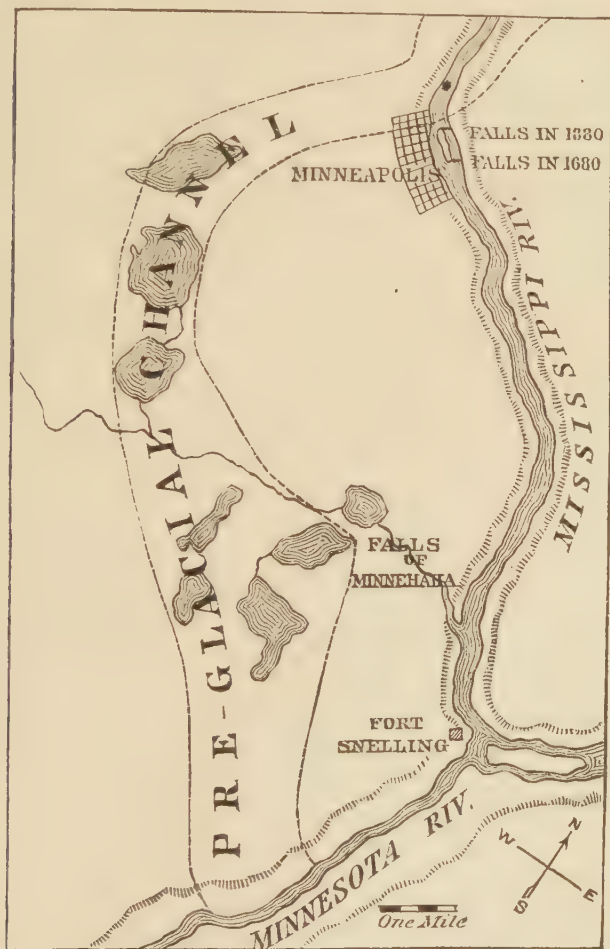 FALLS IN 1880
FALLS IN 1680
MINNEAPOLIS
MISSISSIPPI RIV.
PRE-GLACIAL CHANNEL
FALLS
OF
MINNEHAHA
FORT
SNELLING
MINNESOTA RIV.
N
W
E
S
One Mile